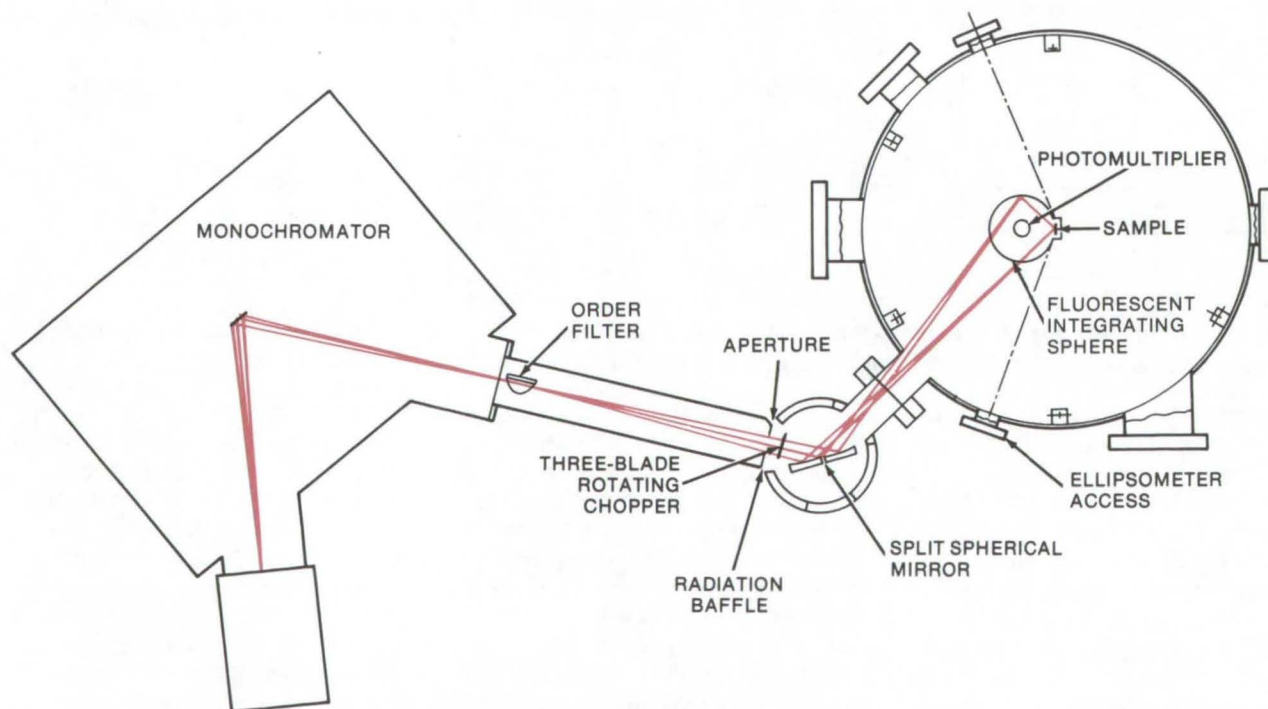 MONOCHROMATOR
ORDER
FILTER
APERTURE
THREE-BLADE
ROTATING
CHOPPER
RADIATION
BAFFLE
SPLIT SPHERICAL
MIRROR
PHOTOMULTIPLIER
SAMPLE
FLUORESCENT
INTEGRATING
SPHERE
ELLIPSOMETER
ACCESS